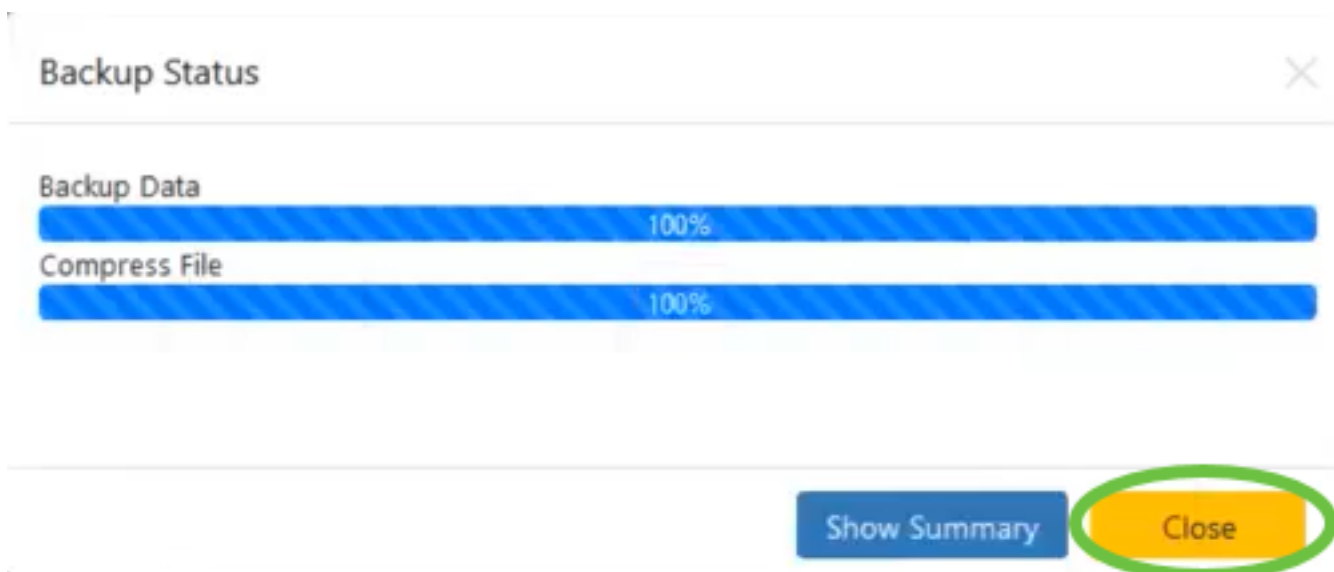 Backup Status
Backup Data
100%
Compress File
100%
Show Summary Close